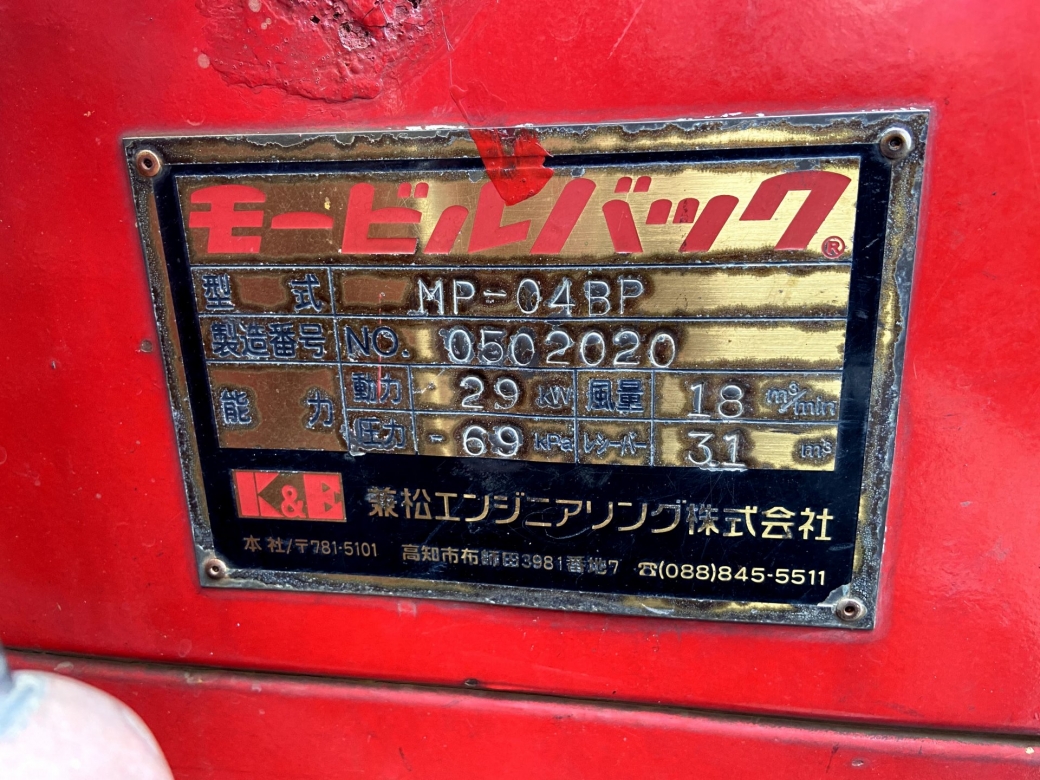 モービルバック®
型式 MP-04BP
製造番号 NO. 0502020
能力 動力 29 kW 風量 18 m³/min
圧力 -69 kPa レシーバー 31 m³
K&E 兼松エンジニアリング株式会社
本社/〒781-5101 高知市布師田3981番地7 ☎(088)845-5511